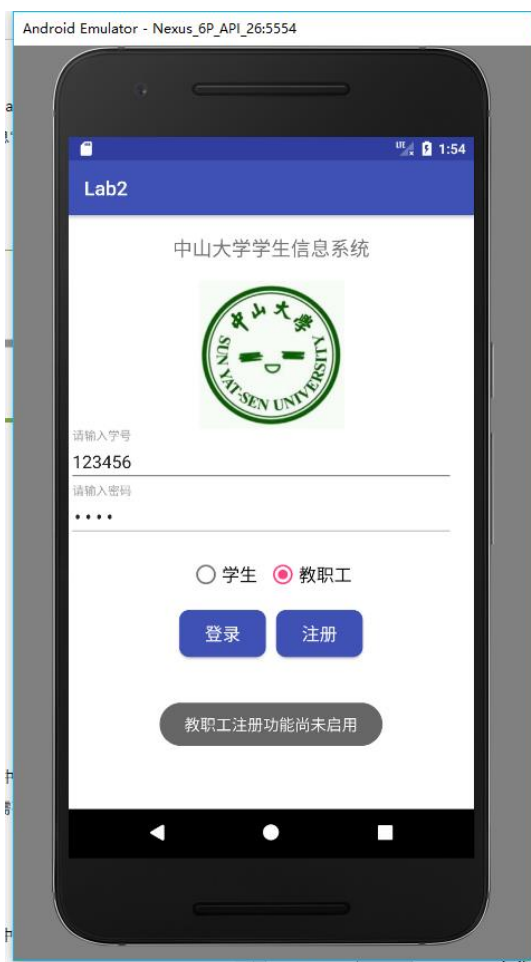 Android Emulator - Nexus_6P_API_26:5554
1:54
Lab2
中山大学学生信息系统
中山大学
SUN YAT-SEN UNIVERSITY
请输入学号
123456
请输入密码
••••
学生 教职工
登录 注册
教职工注册功能尚未启用